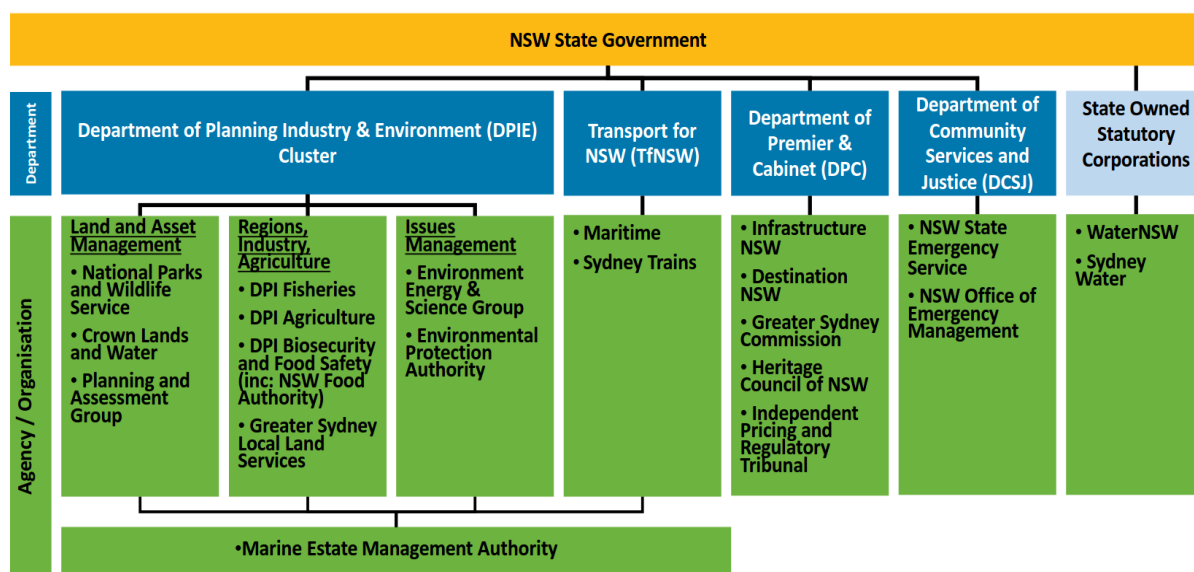 NSW State Government
Department
Department of Planning Industry & Environment (DPIE)
Cluster
Transport for
NSW (TfNSW)
Department of
Premier &
Cabinet (DPC)
Department of
Community
Services and
Justice (DCSJ)
State Owned
Statutory
Corporations
Agency / Organisation
Land and Asset
Management
• National Parks
and Wildlife
Service
• Crown Lands
and Water
• Planning and
Assessment
Group
Regions,
Industry,
Agriculture
• DPI Fisheries
• DPI Agriculture
• DPI Biosecurity
and Food Safety
(inc: NSW Food
Authority)
• Greater Sydney
Local Land
Services
Issues
Management
• Environment
Energy &
Science Group
• Environmental
Protection
Authority
• Maritime
• Sydney Trains
• Infrastructure
NSW
• Destination
NSW
• Greater Sydney
Commission
• Heritage
Council of NSW
• Independent
Pricing and
Regulatory
Tribunal
• NSW State
Emergency
Service
• NSW Office of
Emergency
Management
• WaterNSW
• Sydney
Water
•Marine Estate Management Authority